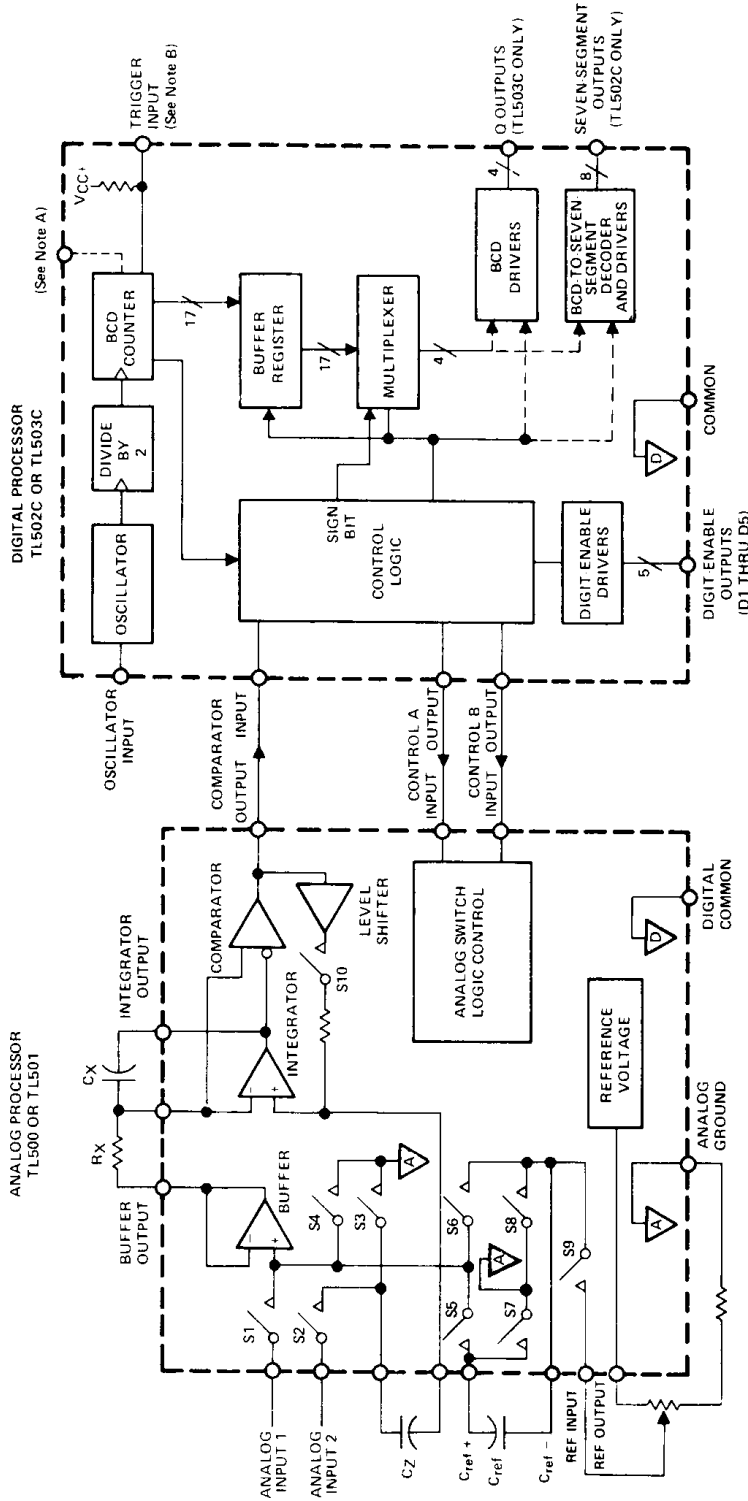 ANALOG PROCESSOR
TL500 OR TL501
BUFFER
OUTPUT
RX
CX
INTEGRATOR
OUTPUT
ANALOG
INPUT 1
ANALOG
INPUT 2
S1
S2
BUFFER
S4
S3
A
INTEGRATOR
COMPARATOR
S10
LEVEL
SHIFTER
CZ
Cref +
Cref
Cref −
S5
S6
S7
S8
A
S9
REF INPUT
REF OUTPUT
ANALOG SWITCH
LOGIC CONTROL
REFERENCE
VOLTAGE
A
ANALOG
GROUND
D
DIGITAL
COMMON
COMPARATOR
OUTPUT INPUT
CONTROL A
INPUT OUTPUT
CONTROL B
INPUT OUTPUT
DIGITAL PROCESSOR
TL502C OR TL503C
OSCILLATOR
INPUT
OSCILLATOR
DIVIDE
BY
2
BCD
COUNTER
(See Note A)
VCC+
TRIGGER
INPUT
(See Note B)
17
BUFFER
REGISTER
17
MULTIPLEXER
4
SIGN
BIT
CONTROL
LOGIC
BCD
DRIVERS
4
Q OUTPUTS
(TL503C ONLY)
BCD-TO-SEVEN-
SEGMENT
DECODER
AND DRIVERS
8
SEVEN-SEGMENT
OUTPUTS
(TL502C ONLY)
DIGIT ENABLE
DRIVERS
5
DIGIT-ENABLE
OUTPUTS
(D1 THRU D5)
D
COMMON